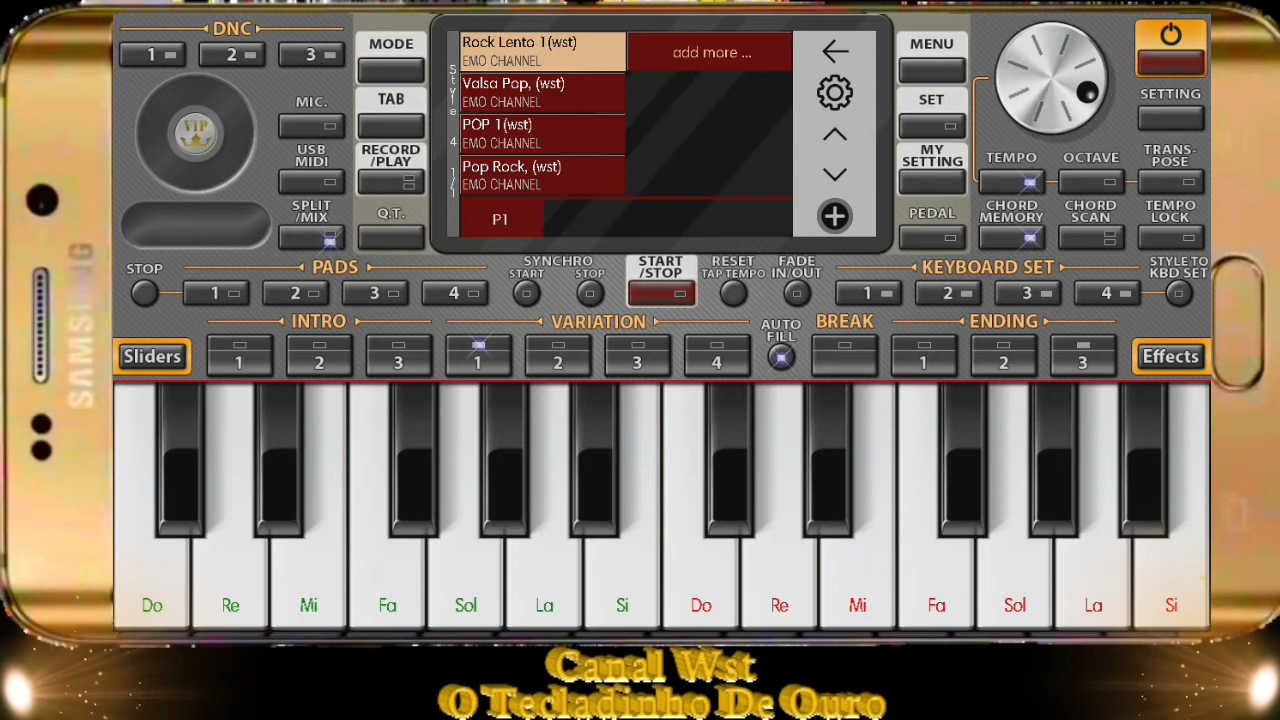 DNC
1 2 3
VIP
MIC.
USB
MIDI
SPLIT
/MIX
MODE
TAB
RECORD
/PLAY
Q.T.
Style 4 1/1
Rock Lento 1(wst)
EMO CHANNEL
add more ...
Valsa Pop, (wst)
EMO CHANNEL
POP 1(wst)
EMO CHANNEL
Pop Rock, (wst)
EMO CHANNEL
P1
MENU
SET
MY
SETTING
PEDAL
SETTING
TEMPO OCTAVE TRANS-
POSE
CHORD
MEMORY
CHORD
SCAN
TEMPO
LOCK
STOP
PADS
1 2 3 4
SYNCHRO
START STOP
START
/STOP
RESET
TAP TEMPO
FADE
IN/OUT
KEYBOARD SET
1 2 3 4
STYLE TO
KBD SET
Sliders
INTRO
1 2 3
VARIATION
1 2 3 4
AUTO
FILL
BREAK
ENDING
1 2 3
Effects
SAMSUNG
Do Re Mi Fa Sol La Si Do Re Mi Fa Sol La Si
Canal Wst
O Tecladinho De Ouro